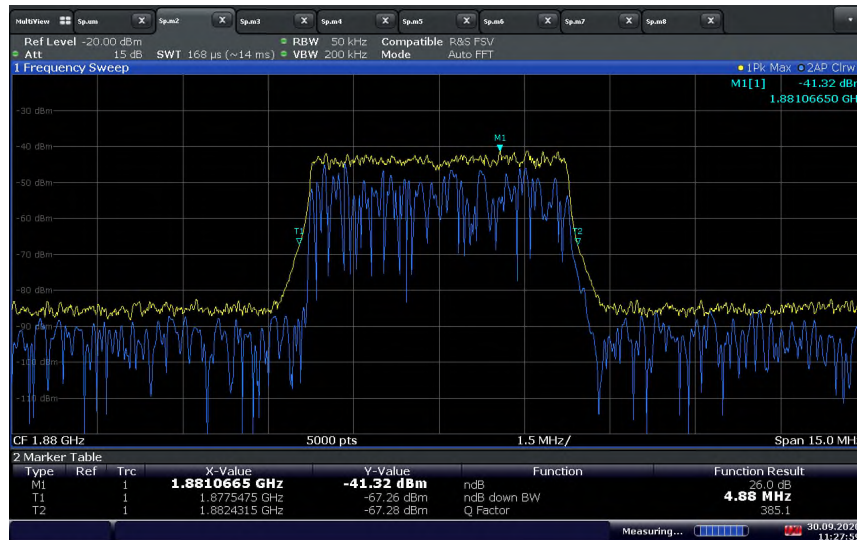 MultiView Sp.um X Sp.m2 X Sp.m3 X Sp.m4 X Sp.m5 X Sp.m6 X Sp.m7 X Sp.m8 X
Ref Level -20.00 dBm RBW 50 kHz Compatible R&S FSV
Att 15 dB SWT 168 µs (~14 ms) VBW 200 kHz Mode Auto FFT
1 Frequency Sweep 1Pk Max 2AP Clrw
M1[1] -41.32 dBm
1.88106650 GH
-30 dBm
-40 dBm
M1
-50 dBm
-60 dBm
T1 T2
-70 dBm
-80 dBm
-90 dBm
-100 dBm
-110 dBm
CF 1.88 GHz 5000 pts 1.5 MHz/ Span 15.0 MHz
2 Marker Table
Type Ref Trc X-Value Y-Value Function Function Result
M1 1 1.8810665 GHz -41.32 dBm ndB 26.0 dB
T1 1 1.8775475 GHz -67.26 dBm ndB down BW 4.88 MHz
T2 1 1.8824315 GHz -67.28 dBm Q Factor 385.1
Measuring... 30.09.2020
11:27:59